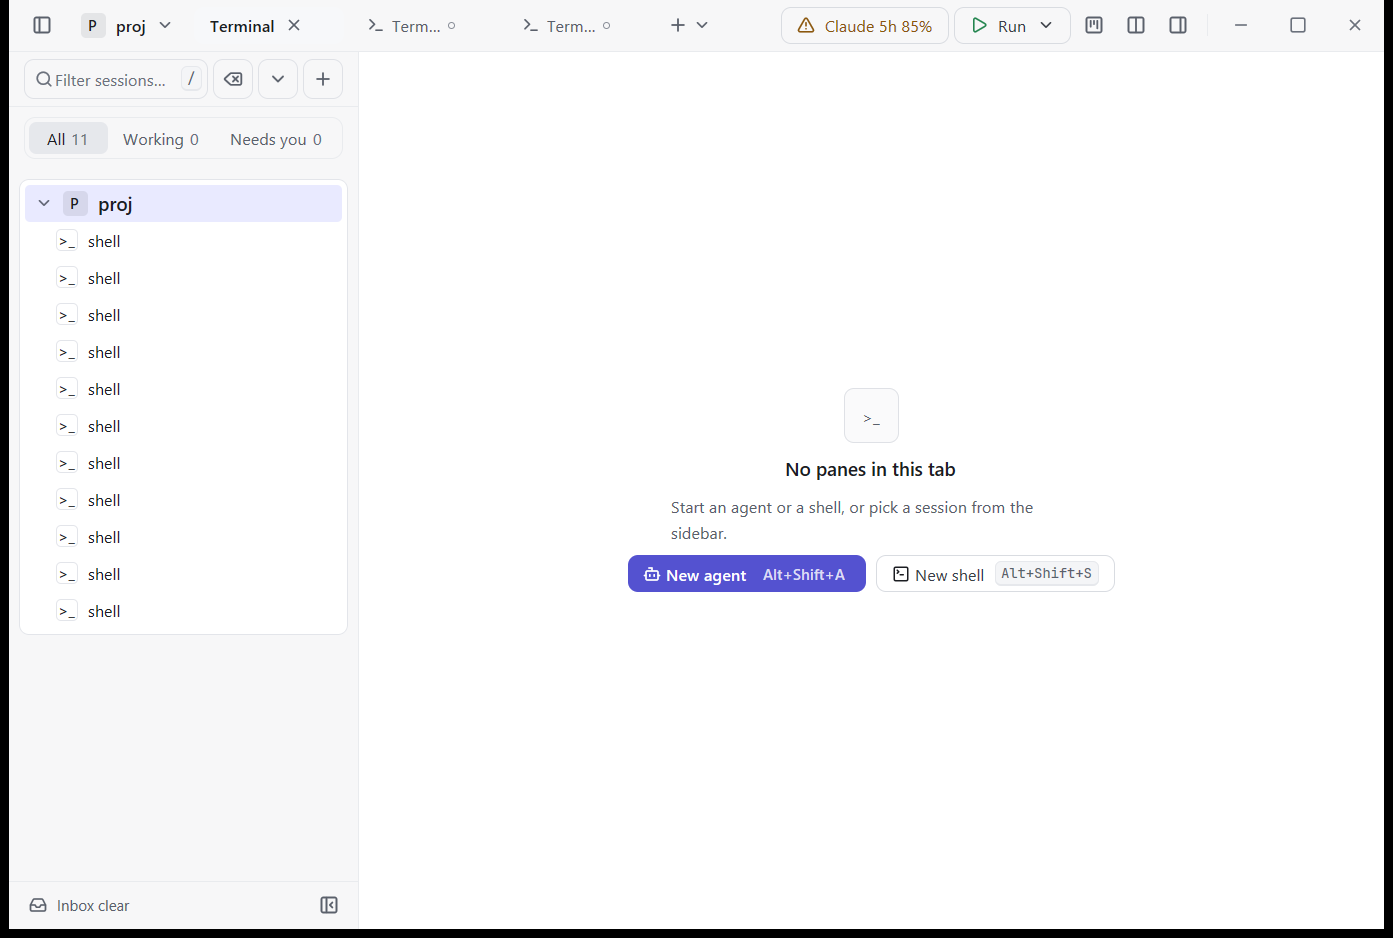 P proj Terminal >_ Term... >_ Term... Claude 5h 85% Run
Filter sessions... /
All 11 Working 0 Needs you 0
P proj
>_ shell
>_ shell
>_ shell
>_ shell
>_ shell
>_ shell
>_ shell
>_ shell
>_ shell
>_ shell
>_ shell
>_
No panes in this tab
Start an agent or a shell, or pick a session from the
sidebar.
New agent Alt+Shift+A New shell Alt+Shift+S
Inbox clear